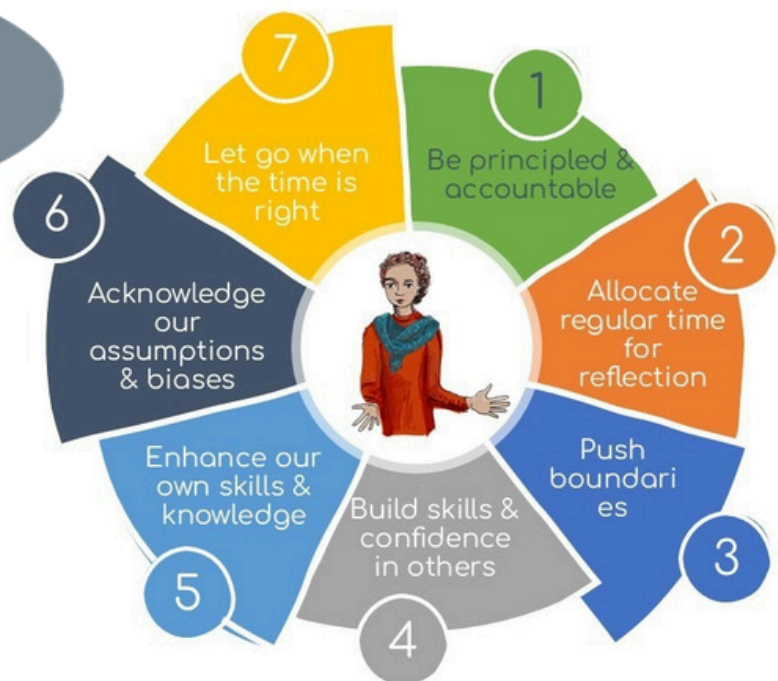 1
Be principled &
accountable
2
Allocate
regular time
for
reflection
3
Push
boundari
es
4
Build skills &
confidence
in others
5
Enhance our
own skills &
knowledge
6
Acknowledge
our
assumptions
& biases
7
Let go when
the time is
right